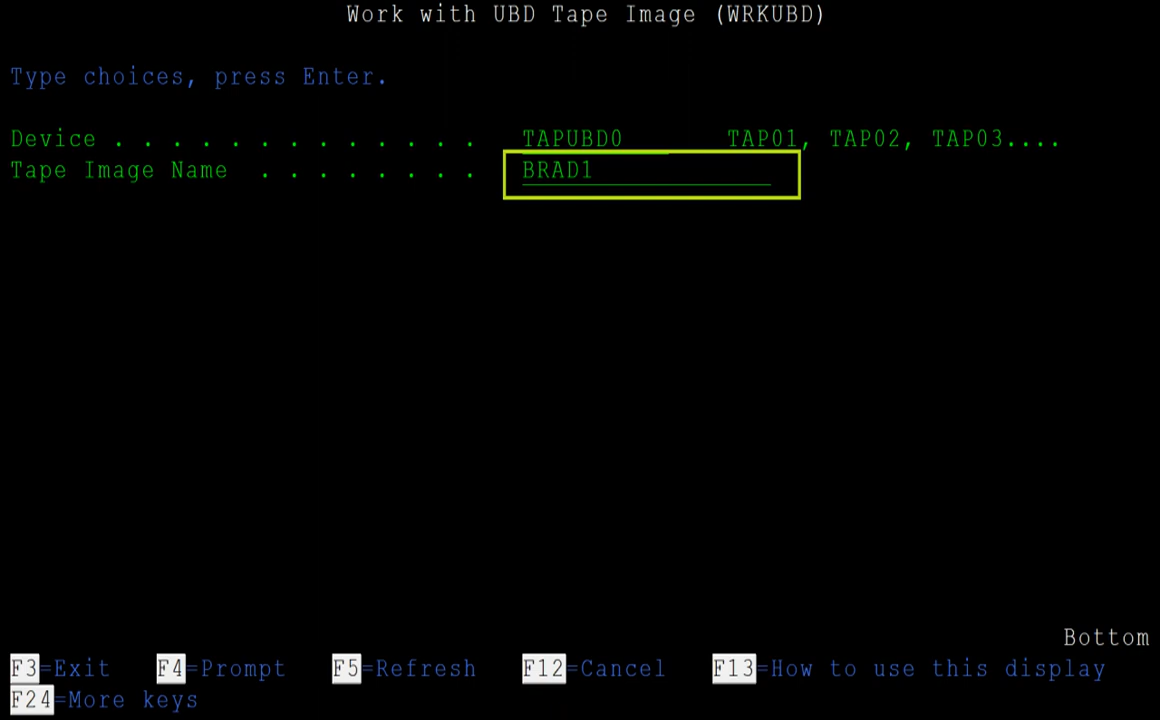 Work with UBD Tape Image (WRKUBD)
Type choices, press Enter.
Device . . . . . . . . . . . . . TAPUBD0 TAP01, TAP02, TAP03....
Tape Image Name . . . . . . . . BRAD1
Bottom
F3=Exit F4=Prompt F5=Refresh F12=Cancel F13=How to use this display
F24=More keys